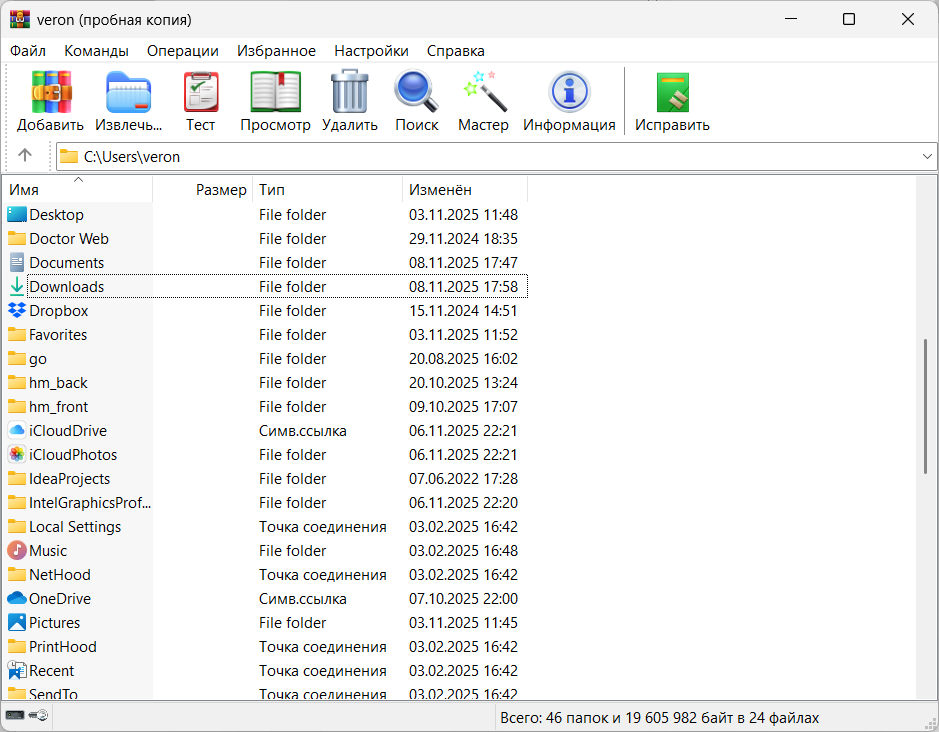 veron (пробная копия)
Файл Команды Операции Избранное Настройки Справка
Добавить Извлечь... Тест Просмотр Удалить Поиск Мастер Информация Исправить
C:\Users\veron
Имя Размер Тип Изменён
Desktop File folder 03.11.2025 11:48
Doctor Web File folder 29.11.2024 18:35
Documents File folder 08.11.2025 17:47
Downloads File folder 08.11.2025 17:58
Dropbox File folder 15.11.2024 14:51
Favorites File folder 03.11.2025 11:52
go File folder 20.08.2025 16:02
hm_back File folder 20.10.2025 13:24
hm_front File folder 09.10.2025 17:07
iCloudDrive Симв.ссылка 06.11.2025 22:21
iCloudPhotos File folder 06.11.2025 22:21
IdeaProjects File folder 07.06.2022 17:28
IntelGraphicsProf... File folder 06.11.2025 22:20
Local Settings Точка соединения 03.02.2025 16:42
Music File folder 03.02.2025 16:48
NetHood Точка соединения 03.02.2025 16:42
OneDrive Симв.ссылка 07.10.2025 22:00
Pictures File folder 03.11.2025 11:45
PrintHood Точка соединения 03.02.2025 16:42
Recent Точка соединения 03.02.2025 16:42
SendTo Точка соединения 03.02.2025 16:42
Всего: 46 папок и 19 605 982 байт в 24 файлах